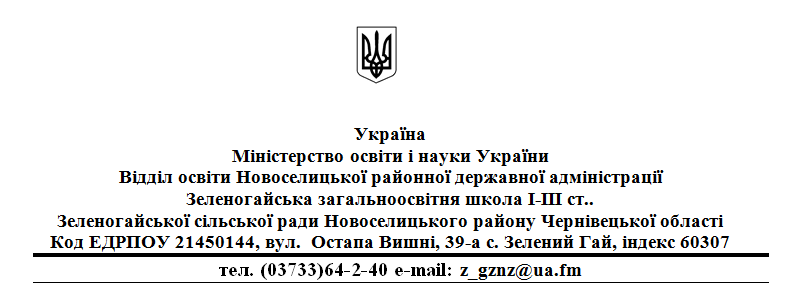 Україна
Міністерство освіти і науки України
Відділ освіти Новоселицької районної державної адміністрації
Зеленогайська загальноосвітня школа І-ІІІ ст..
Зеленогайської сільської ради Новоселицького району Чернівецької області
Код ЕДРПОУ 21450144, вул. Остапа Вишні, 39-а с. Зелений Гай, індекс 60307
тел. (03733)64-2-40 e-mail: z_gznz@ua.fm